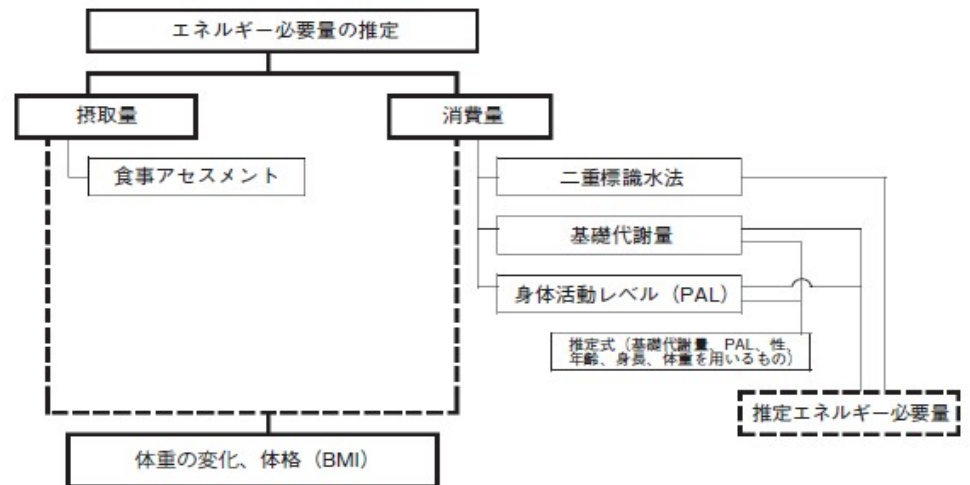 エネルギー必要量の推定
摂取量
消費量
食事アセスメント
二重標識水法
基礎代謝量
身体活動レベル（PAL）
推定式（基礎代謝量、PAL、性、
年齢、身長、体重を用いるもの）
推定エネルギー必要量
体重の変化、体格（BMI）